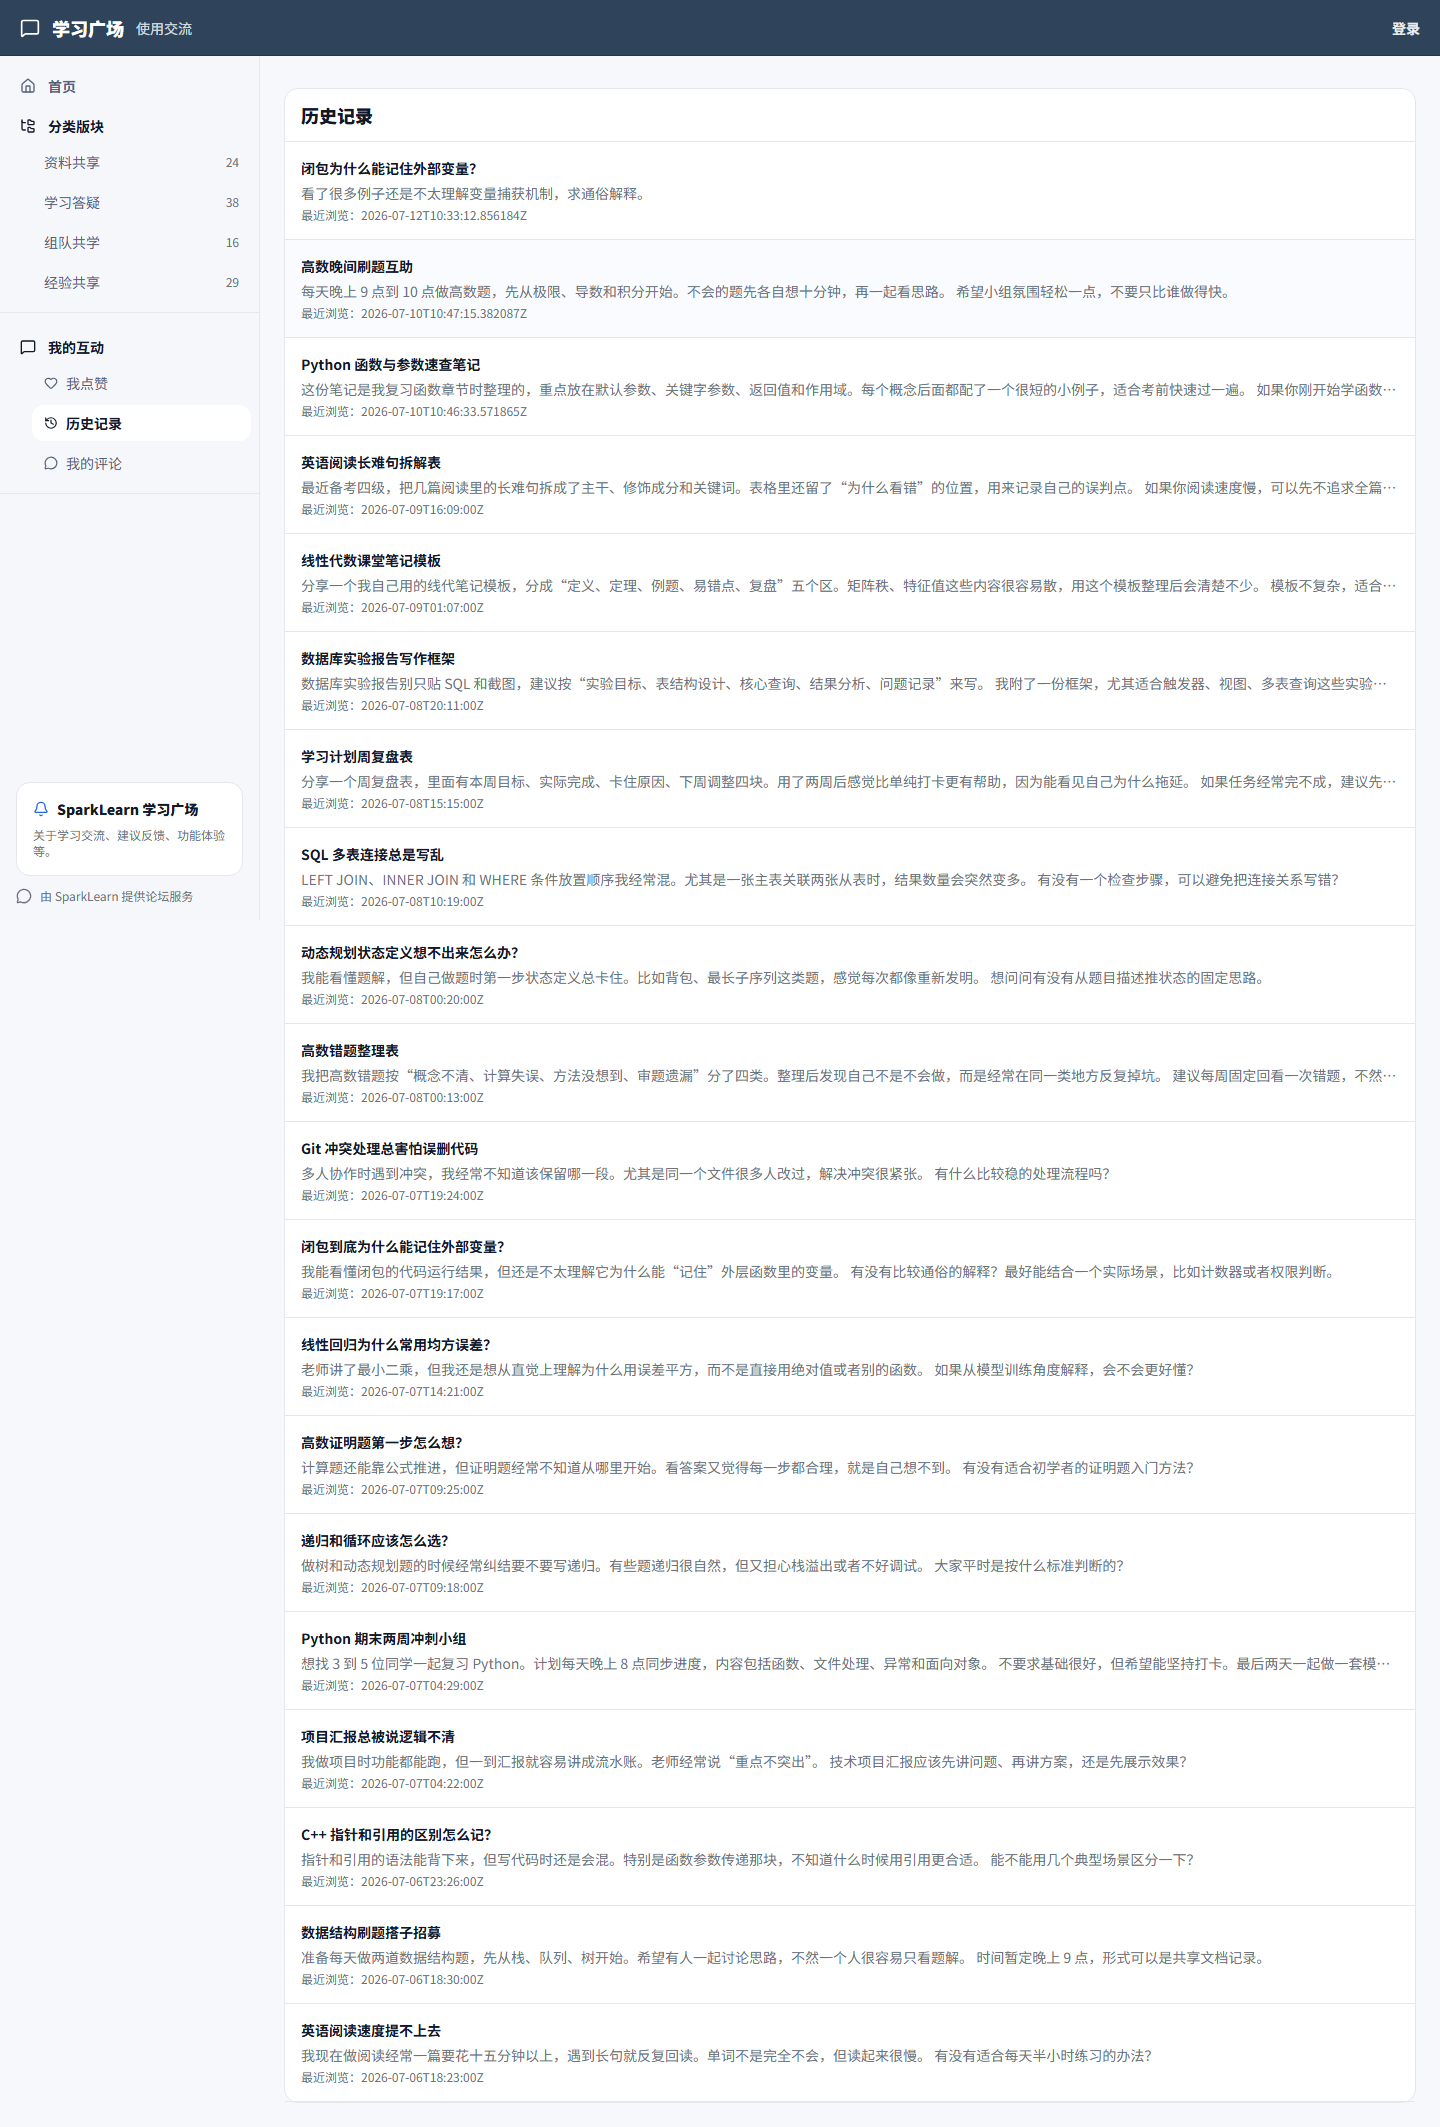 学习广场 使用交流
登录
首页
分类版块
资料共享 24
学习答疑 38
组队共学 16
经验共享 29
我的互动
我点赞
历史记录
我的评论
SparkLearn 学习广场
关于学习交流、建议反馈、功能体验
等。
由 SparkLearn 提供论坛服务
历史记录
闭包为什么能记住外部变量？
看了很多例子还是不太理解变量捕获机制，求通俗解释。
最近浏览：2026-07-12T10:33:12.856184Z
高数晚间刷题互助
每天晚上 9 点到 10 点做高数题，先从极限、导数和积分开始。不会的题先各自想十分钟，再一起看思路。 希望小组氛围轻松一点，不要只比谁做得快。
最近浏览：2026-07-10T10:47:15.382087Z
Python 函数与参数速查笔记
这份笔记是我复习函数章节时整理的，重点放在默认参数、关键字参数、返回值和作用域。每个概念后面都配了一个很短的小例子，适合考前快速过一遍。 如果你刚开始学函数…
最近浏览：2026-07-10T10:46:33.571865Z
英语阅读长难句拆解表
最近备考四级，把几篇阅读里的长难句拆成了主干、修饰成分和关键词。表格里还留了“为什么看错”的位置，用来记录自己的误判点。 如果你阅读速度慢，可以先不追求全篇…
最近浏览：2026-07-09T16:09:00Z
线性代数课堂笔记模板
分享一个我自己用的线代笔记模板，分成“定义、定理、例题、易错点、复盘”五个区。矩阵秩、特征值这些内容很容易散，用这个模板整理后会清楚不少。 模板不复杂，适合…
最近浏览：2026-07-09T01:07:00Z
数据库实验报告写作框架
数据库实验报告别只贴 SQL 和截图，建议按“实验目标、表结构设计、核心查询、结果分析、问题记录”来写。 我附了一份框架，尤其适合触发器、视图、多表查询这些实验…
最近浏览：2026-07-08T20:11:00Z
学习计划周复盘表
分享一个周复盘表，里面有本周目标、实际完成、卡住原因、下周调整四块。用了两周后感觉比单纯打卡更有帮助，因为能看见自己为什么拖延。 如果任务经常完不成，建议先…
最近浏览：2026-07-08T15:15:00Z
SQL 多表连接总是写乱
LEFT JOIN、INNER JOIN 和 WHERE 条件放置顺序我经常混。尤其是一张主表关联两张从表时，结果数量会突然变多。 有没有一个检查步骤，可以避免把连接关系写错？
最近浏览：2026-07-08T10:19:00Z
动态规划状态定义想不出来怎么办？
我能看懂题解，但自己做题时第一步状态定义总卡住。比如背包、最长子序列这类题，感觉每次都像重新发明。 想问问有没有从题目描述推状态的固定思路。
最近浏览：2026-07-08T00:20:00Z
高数错题整理表
我把高数错题按“概念不清、计算失误、方法没想到、审题遗漏”分了四类。整理后发现自己不是不会做，而是经常在同一类地方反复掉坑。 建议每周固定回看一次错题，不然…
最近浏览：2026-07-08T00:13:00Z
Git 冲突处理总害怕误删代码
多人协作时遇到冲突，我经常不知道该保留哪一段。尤其是同一个文件很多人改过，解决冲突很紧张。 有什么比较稳的处理流程吗？
最近浏览：2026-07-07T19:24:00Z
闭包到底为什么能记住外部变量？
我能看懂闭包的代码运行结果，但还是不太理解它为什么能“记住”外层函数里的变量。 有没有比较通俗的解释？最好能结合一个实际场景，比如计数器或者权限判断。
最近浏览：2026-07-07T19:17:00Z
线性回归为什么常用均方误差？
老师讲了最小二乘，但我还是想从直觉上理解为什么用误差平方，而不是直接用绝对值或者别的函数。 如果从模型训练角度解释，会不会更好懂？
最近浏览：2026-07-07T14:21:00Z
高数证明题第一步怎么想？
计算题还能靠公式推进，但证明题经常不知道从哪里开始。看答案又觉得每一步都合理，就是自己想不到。 有没有适合初学者的证明题入门方法？
最近浏览：2026-07-07T09:25:00Z
递归和循环应该怎么选？
做树和动态规划题的时候经常纠结要不要写递归。有些题递归很自然，但又担心栈溢出或者不好调试。 大家平时是按什么标准判断的？
最近浏览：2026-07-07T09:18:00Z
Python 期末两周冲刺小组
想找 3 到 5 位同学一起复习 Python。计划每天晚上 8 点同步进度，内容包括函数、文件处理、异常和面向对象。 不要求基础很好，但希望能坚持打卡。最后两天一起做一套模…
最近浏览：2026-07-07T04:29:00Z
项目汇报总被说逻辑不清
我做项目时功能都能跑，但一到汇报就容易讲成流水账。老师经常说“重点不突出”。 技术项目汇报应该先讲问题、再讲方案，还是先展示效果？
最近浏览：2026-07-07T04:22:00Z
C++ 指针和引用的区别怎么记？
指针和引用的语法能背下来，但写代码时还是会混。特别是函数参数传递那块，不知道什么时候用引用更合适。 能不能用几个典型场景区分一下？
最近浏览：2026-07-06T23:26:00Z
数据结构刷题搭子招募
准备每天做两道数据结构题，先从栈、队列、树开始。希望有人一起讨论思路，不然一个人很容易只看题解。 时间暂定晚上 9 点，形式可以是共享文档记录。
最近浏览：2026-07-06T18:30:00Z
英语阅读速度提不上去
我现在做阅读经常一篇要花十五分钟以上，遇到长句就反复回读。单词不是完全不会，但读起来很慢。 有没有适合每天半小时练习的办法？
最近浏览：2026-07-06T18:23:00Z